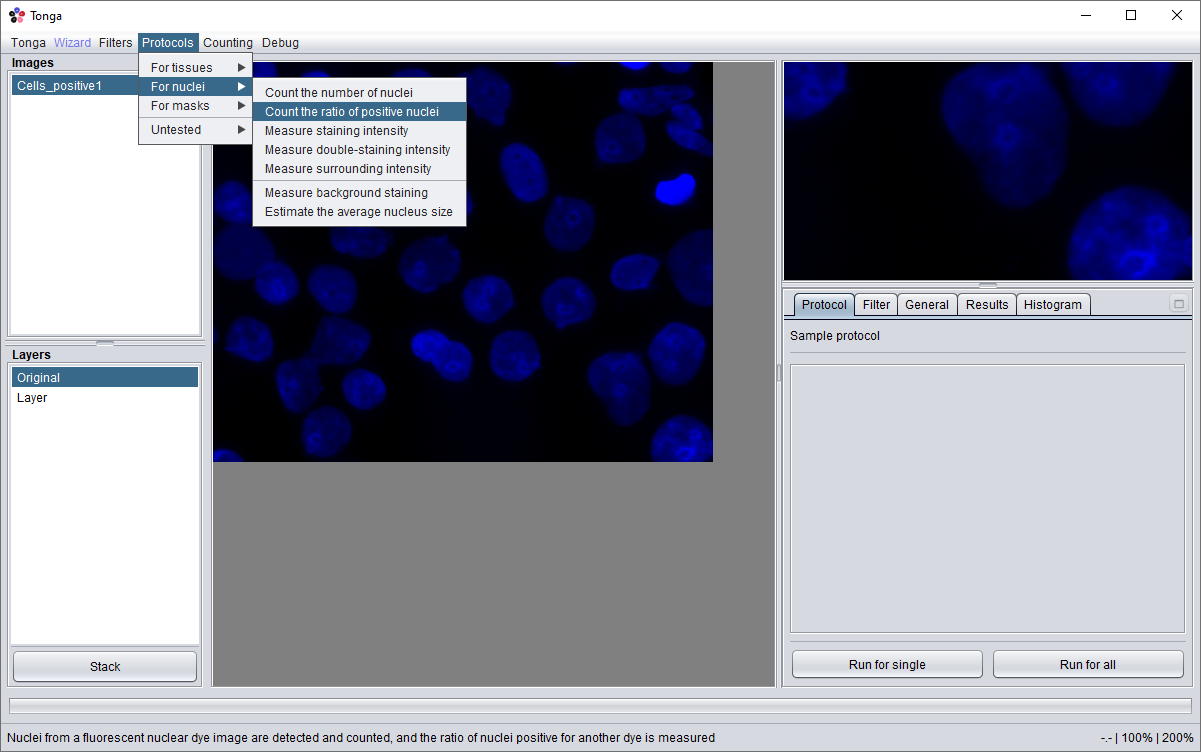 Tonga
Tonga Wizard Filters Protocols Counting Debug
Images
Cells_positive1
For tissues
For nuclei
For masks
Untested
Count the number of nuclei
Count the ratio of positive nuclei
Measure staining intensity
Measure double-staining intensity
Measure surrounding intensity
Measure background staining
Estimate the average nucleus size
Layers
Original
Layer
Stack
Protocol Filter General Results Histogram
Sample protocol
Run for single Run for all
Nuclei from a fluorescent nuclear dye image are detected and counted, and the ratio of nuclei positive for another dye is measured
-.- | 100% | 200%